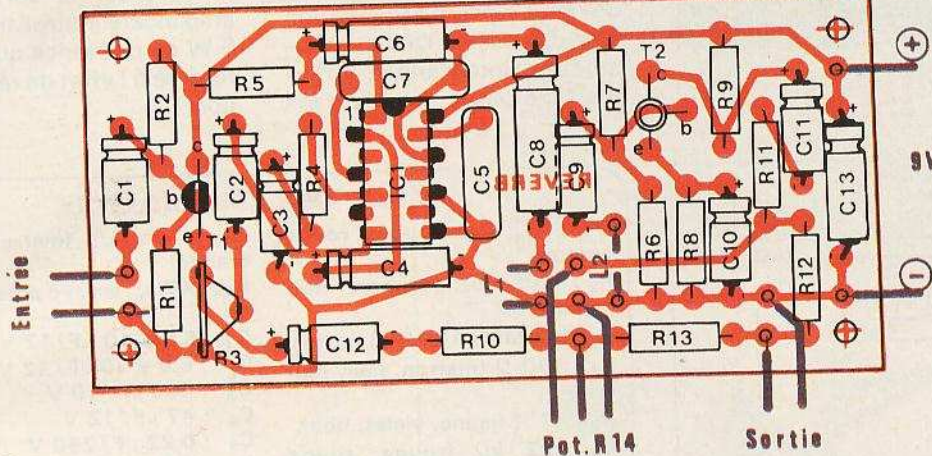 C6
+
-
C7
R5
R2
+
c
C1
b
e
T1
-
C2
+
C3
+
R4
1
IC1
C5
C4
+
-
C8
+
C9
REVERB
R7
T2
c
b
e
R9
R11
C11
+
C13
+
9V
R6
R8
C10
+
R12
L1
L2
Entrée
R1
R3
C12
+
-
R10
R13
Pot. R14
Sortie